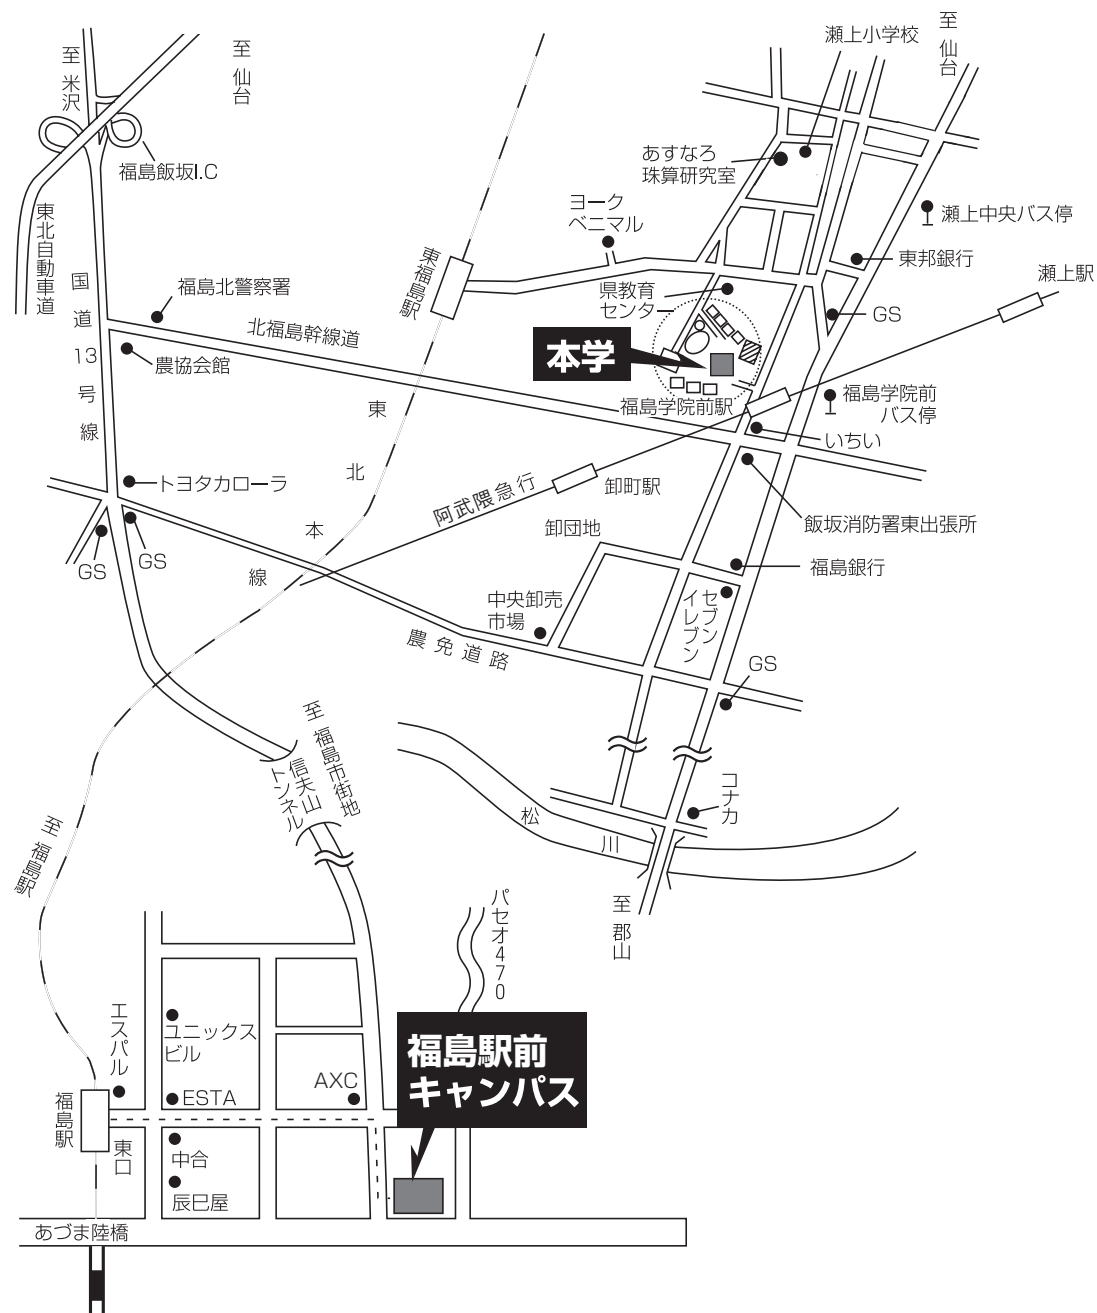 至 仙台
瀬上小学校
至 米沢
至 仙台
あすなろ
珠算研究室
福島飯坂I.C
東北自動車道
ヨーク
ベニマル
瀬上中央バス停
東邦銀行
東福島駅
瀬上駅
国道13号線
福島北警察署
県教育
センター
GS
北福島幹線道
本学
農協会館
福島学院前駅
福島学院前
バス停
いちい
東北本線
トヨタカローラ
阿武隈急行
卸町駅
飯坂消防署東出張所
卸団地
GS
GS
福島銀行
中央卸売
市場
セブン
イレブン
農免道路
GS
至 福島市街地
信夫山
トンネル
コナカ
松川
至 福島駅
至 郡山
パセオ470
エスパル
ユニックス
ビル
福島駅前
キャンパス
AXC
ESTA
福島駅
東口
中合
辰巳屋
あづま陸橋